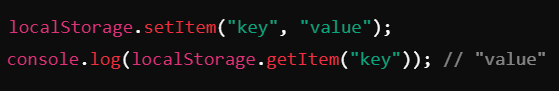 localStorage.setItem("key", "value");
console.log(localStorage.getItem("key")); // "value"